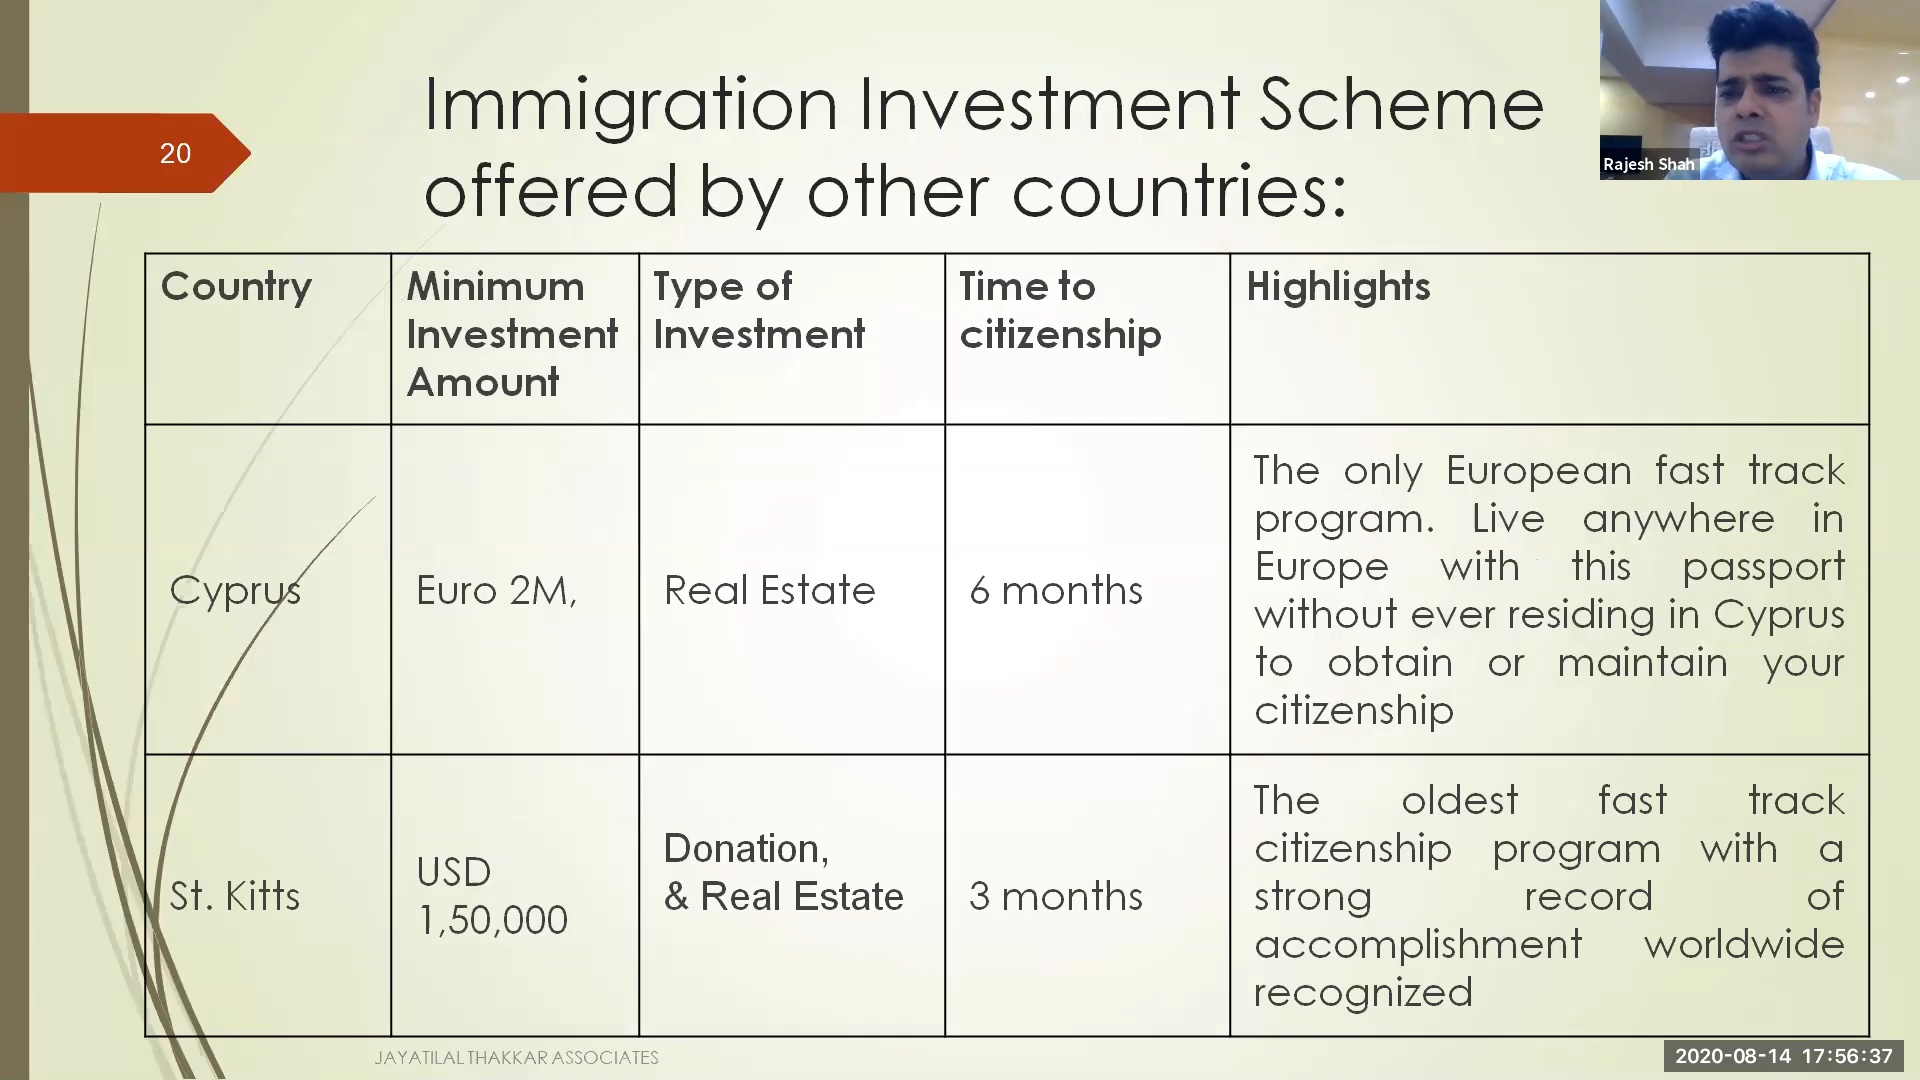 20
Immigration Investment Scheme
offered by other countries:
Rajesh Shah
Country
Minimum
Investment
Amount
Type of
Investment
Time to
citizenship
Highlights
Cyprus
Euro 2M,
Real Estate
6 months
The only European fast track
program. Live anywhere in
Europe with this passport
without ever residing in Cyprus
to obtain or maintain your
citizenship
St. Kitts
USD
1,50,000
Donation,
& Real Estate
3 months
The oldest fast track
citizenship program with a
strong record of
accomplishment worldwide
recognized
JAYATILAL THAKKAR ASSOCIATES
2020-08-14 17:56:37